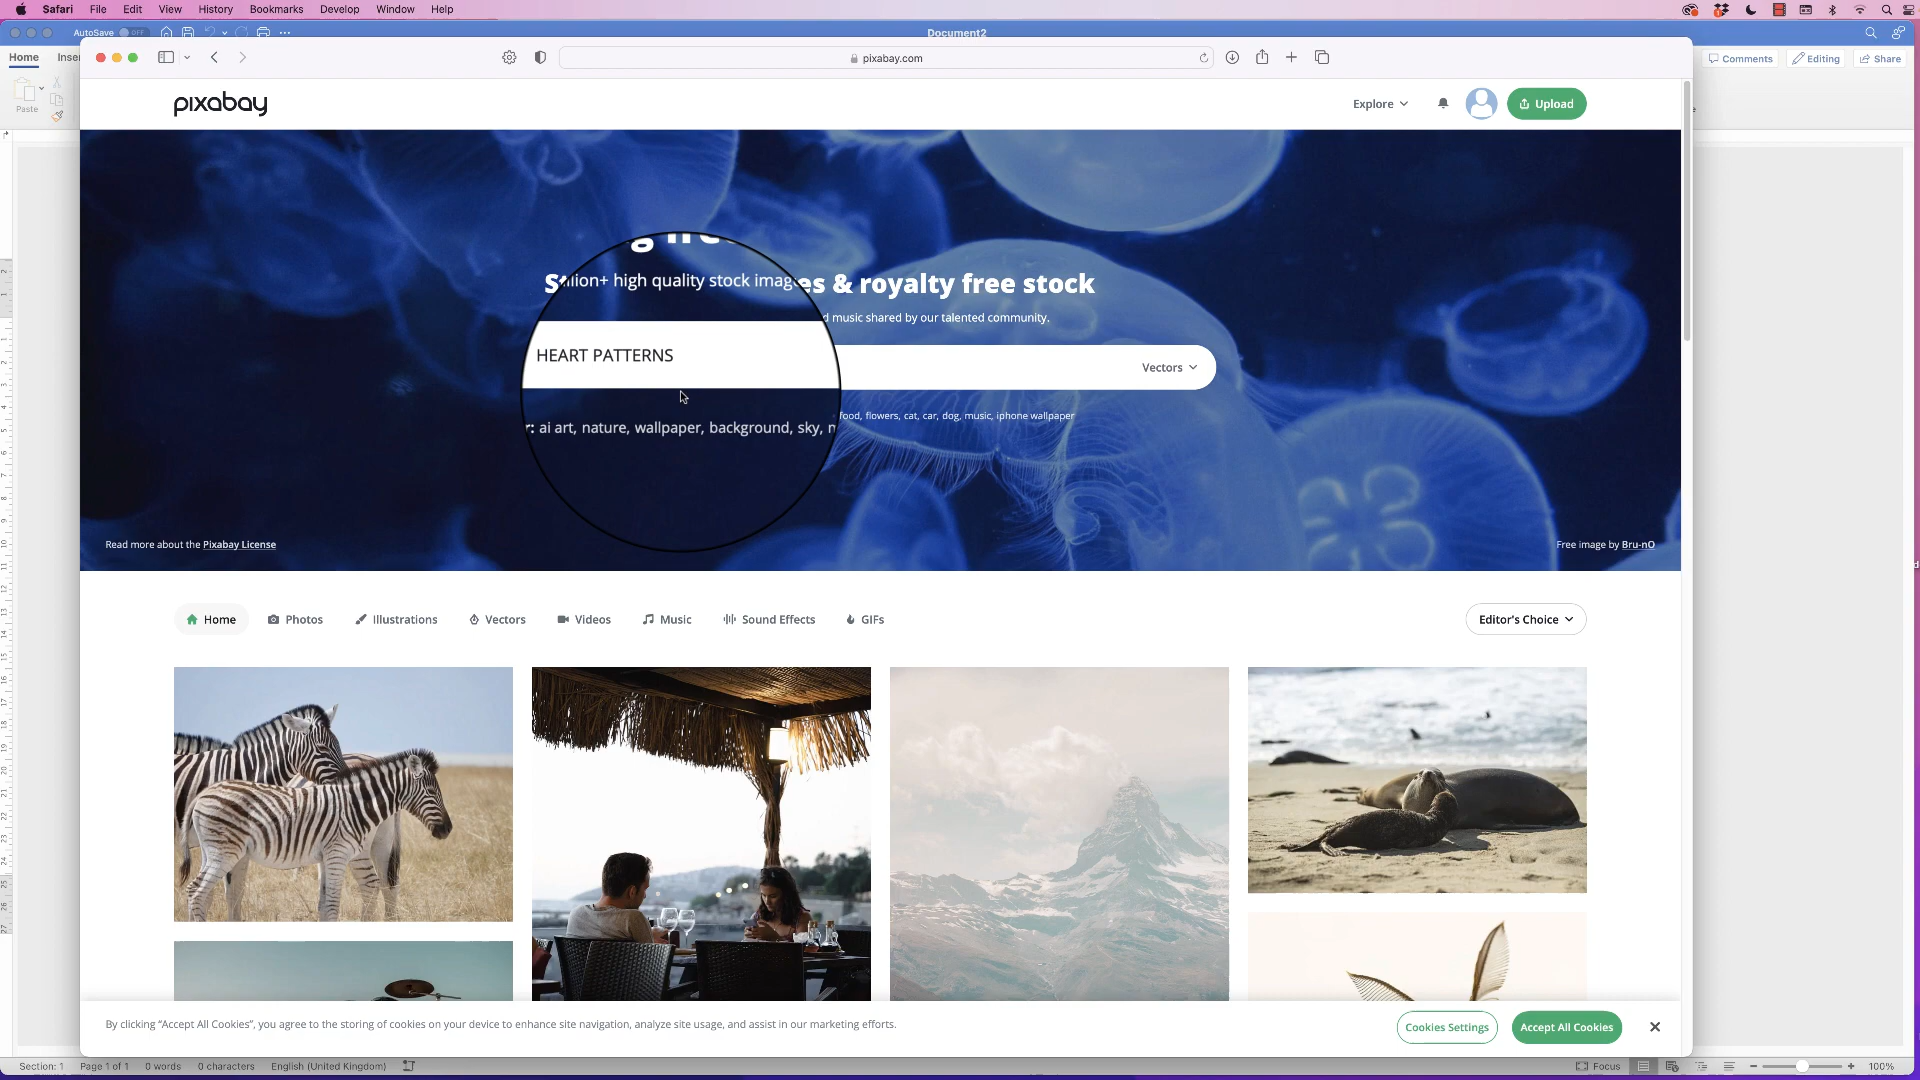 Safari File Edit View History Bookmarks Develop Window Help
AutoSave OFF
Document2
Home
Paste
Comments Editing Share
pixabay.com
pixabay
Explore Upload
es & royalty free stock
lion+ high quality stock imag
d music shared by our talented community.
HEART PATTERNS
Vectors
r: ai art, nature, wallpaper, background, sky,
food, flowers, cat, car, dog, music, iphone wallpaper
Read more about the Pixabay License
Free image by Bru-nO
Home Photos Illustrations Vectors Videos Music Sound Effects GIFs
Editor's Choice
By clicking “Accept All Cookies”, you agree to the storing of cookies on your device to enhance site navigation, analyze site usage, and assist in our marketing efforts.
Cookies Settings Accept All Cookies
Section: 1 Page 1 of 1 0 words 0 characters English (United Kingdom)
Focus
100%